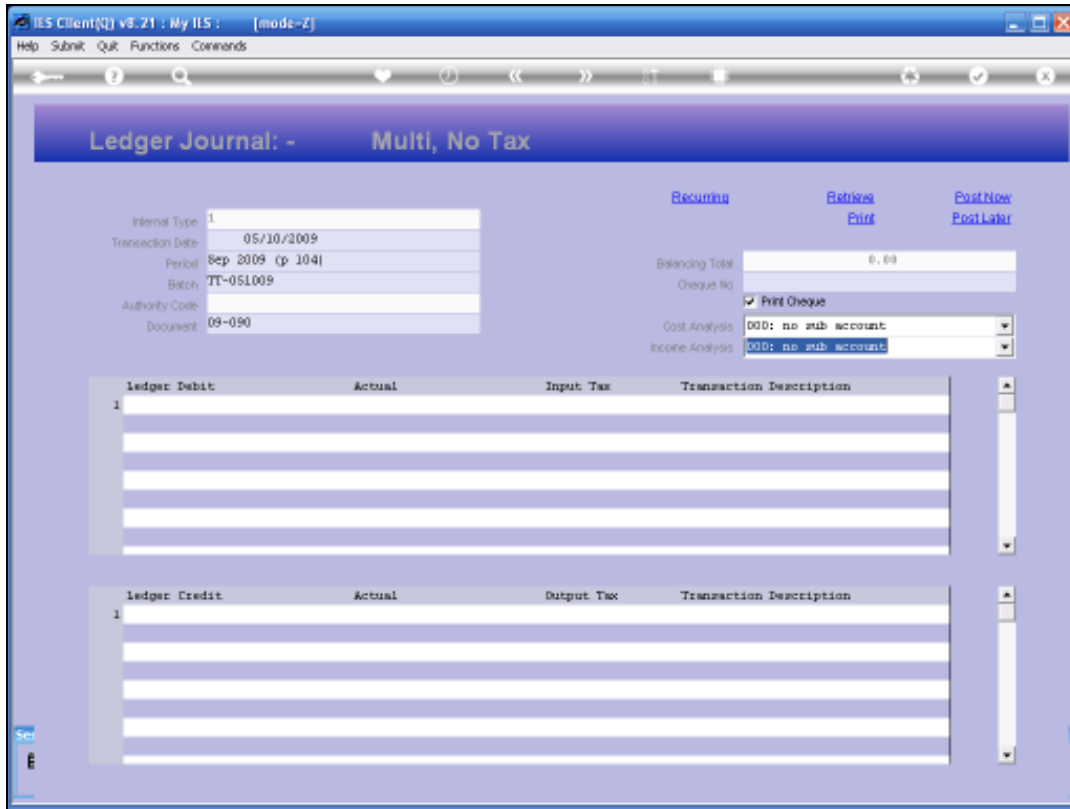 IES Client(Q) v8.21 : My IES : [mode-Z]
Help Submit Quit Functions Commands
Ledger Journal: - Multi, No Tax
Recurring Retrieve Post Now
Print Post Later
Internal Type 1
Transaction Date 05/10/2009
Period Sep 2009 (p 104)
Batch TT-051009
Authority Code
Document 09-090
Balancing Total 0.00
Cheque No
Print Cheque
Cost Analysis 000: no sub account
Income Analysis 000: no sub account
Ledger Debit Actual Input Tax Transaction Description
1
Ledger Credit Actual Output Tax Transaction Description
1